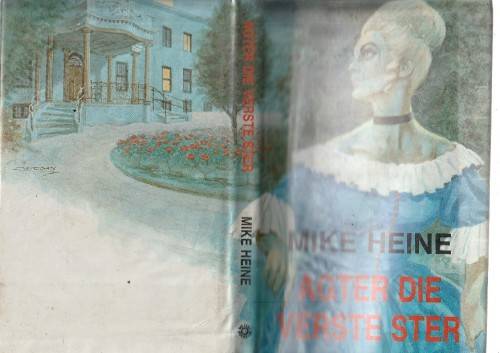 AGTER DIE VERSTE STER
MIKE HEINE
MIKE HEINE
AGTER DIE
VERSTE STER